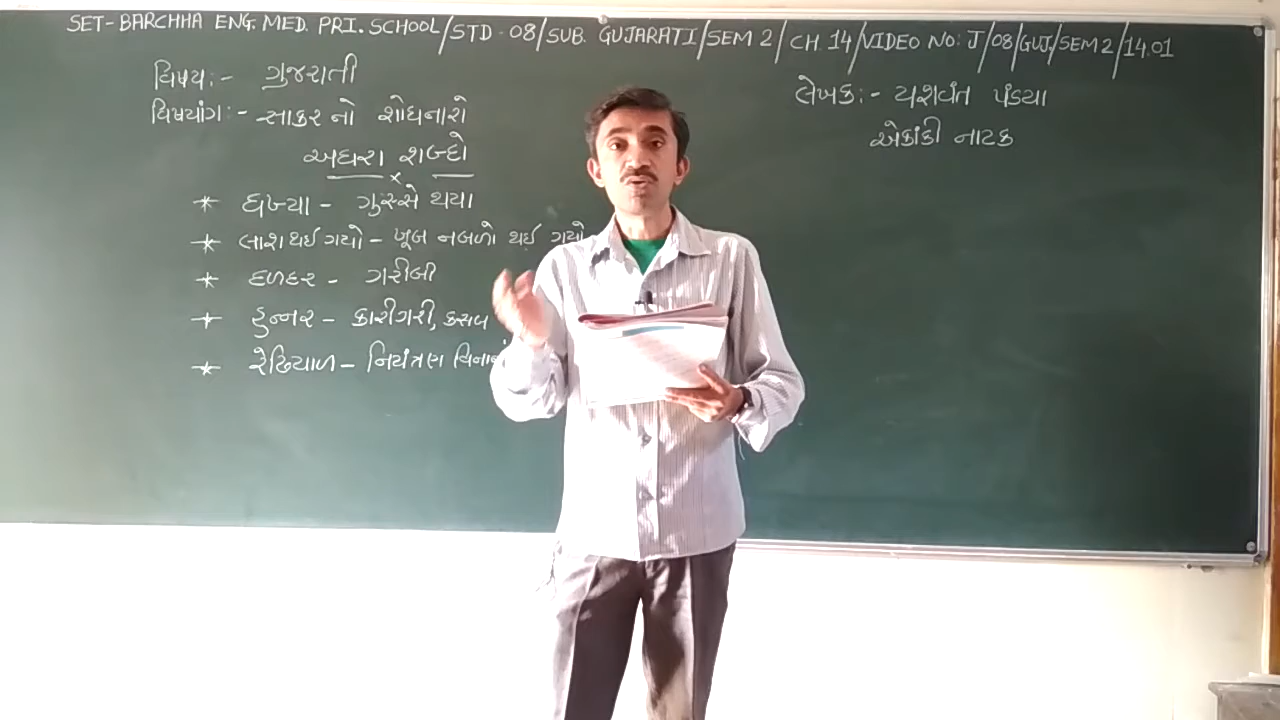 SET-BARCHHA ENG. MED. PRI. SCHOOL/STD-08/SUB. GUJARATI/SEM 2/CH. 14/VIDEO NO: J/08/GUJ/SEM2/14.01
વિષય:- ગુજરાતી
વિષયાંગ:- સાકર નો શોધનારો
અઘરા શબ્દો
x
* ધખ્યા - ગુસ્સે થયા
* લાશ થઈ ગયો - ખૂબ નબળો થઈ ગયો
* દળદર - ગરીબી
* હુન્નર - કારીગરી, કસબ
* રેઢિયાળ - નિયંત્રણ વિનાનું
લેખક:- યશવંત પંડ્યા
એકાંકી નાટક